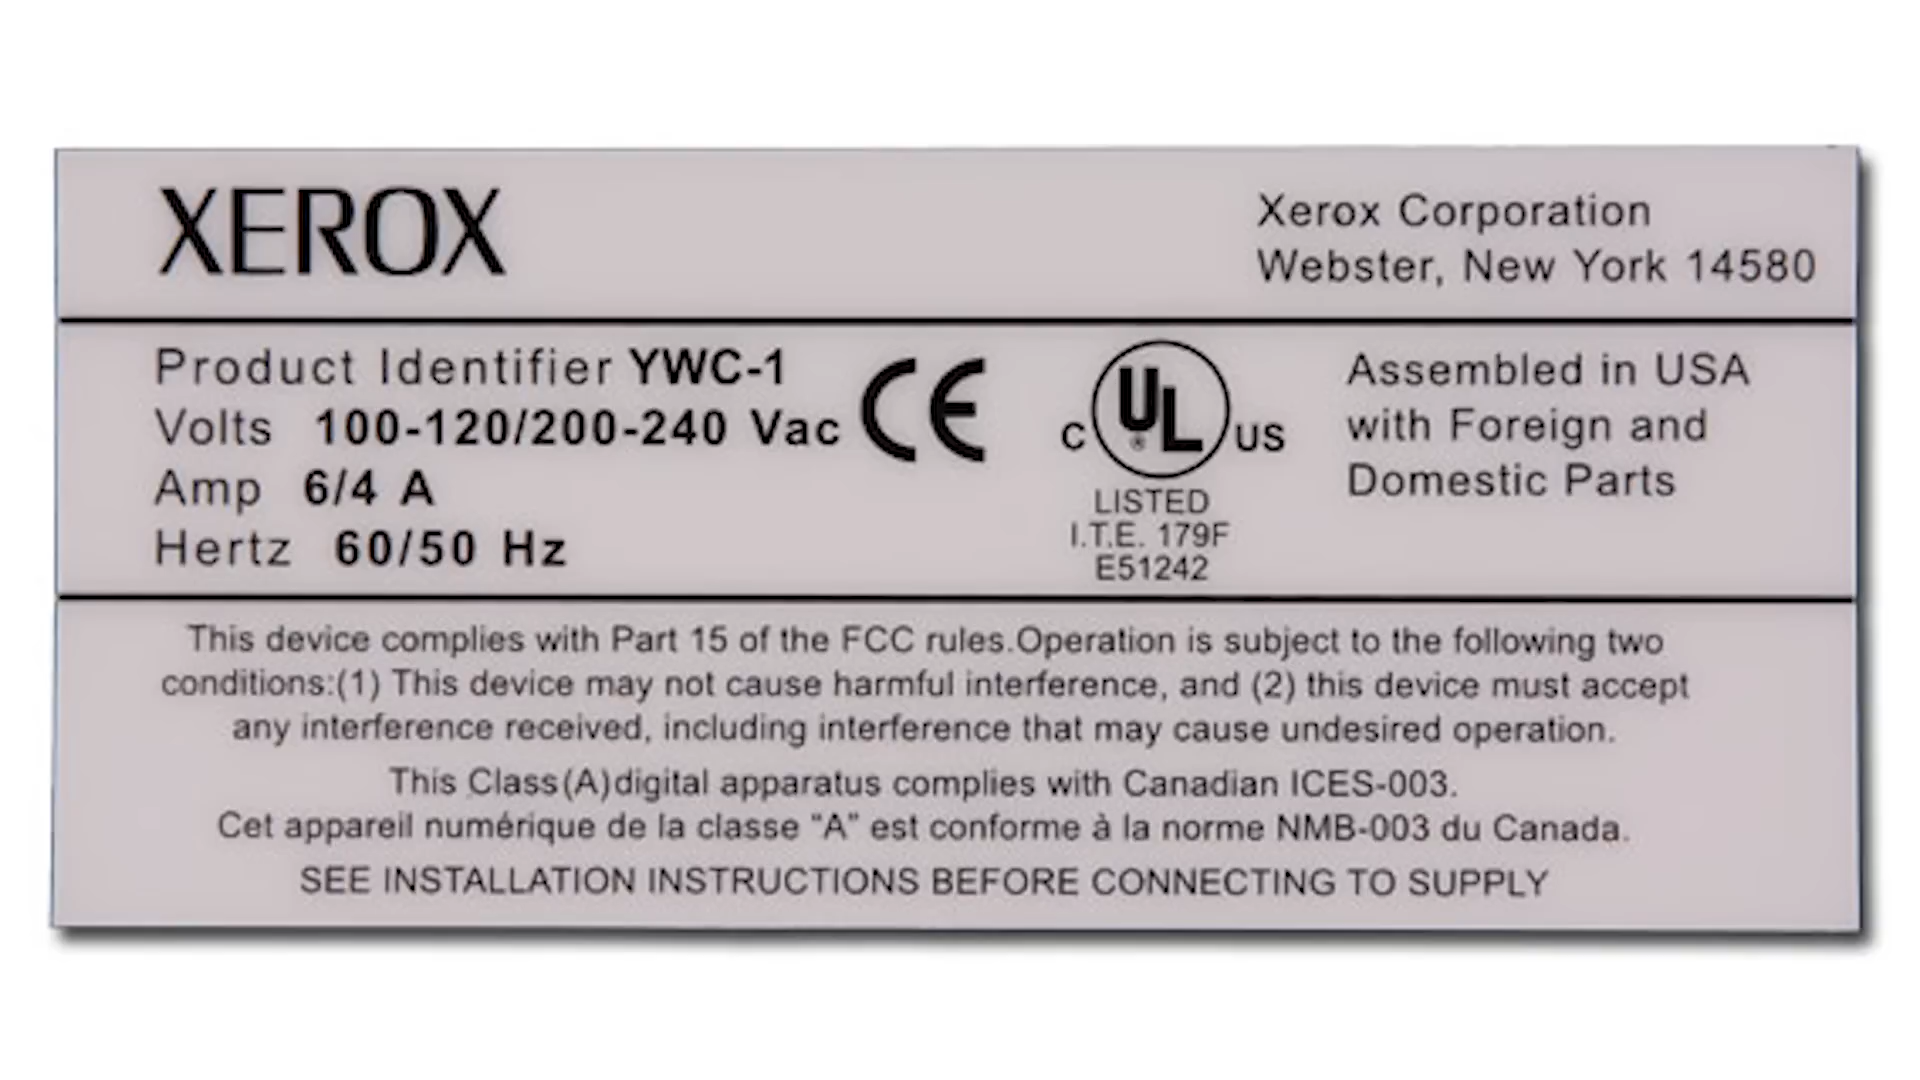 XEROX
Xerox Corporation
Webster, New York 14580
Product Identifier YWC-1
Volts 100-120/200-240 Vac
Amp 6/4 A
Hertz 60/50 Hz
CE
C UL® US
LISTED
I.T.E. 179F
E51242
Assembled in USA
with Foreign and
Domestic Parts
This device complies with Part 15 of the FCC rules.Operation is subject to the following two
conditions:(1) This device may not cause harmful interference, and (2) this device must accept
any interference received, including interference that may cause undesired operation.
This Class(A)digital apparatus complies with Canadian ICES-003.
Cet appareil numérique de la classe “A” est conforme à la norme NMB-003 du Canada.
SEE INSTALLATION INSTRUCTIONS BEFORE CONNECTING TO SUPPLY